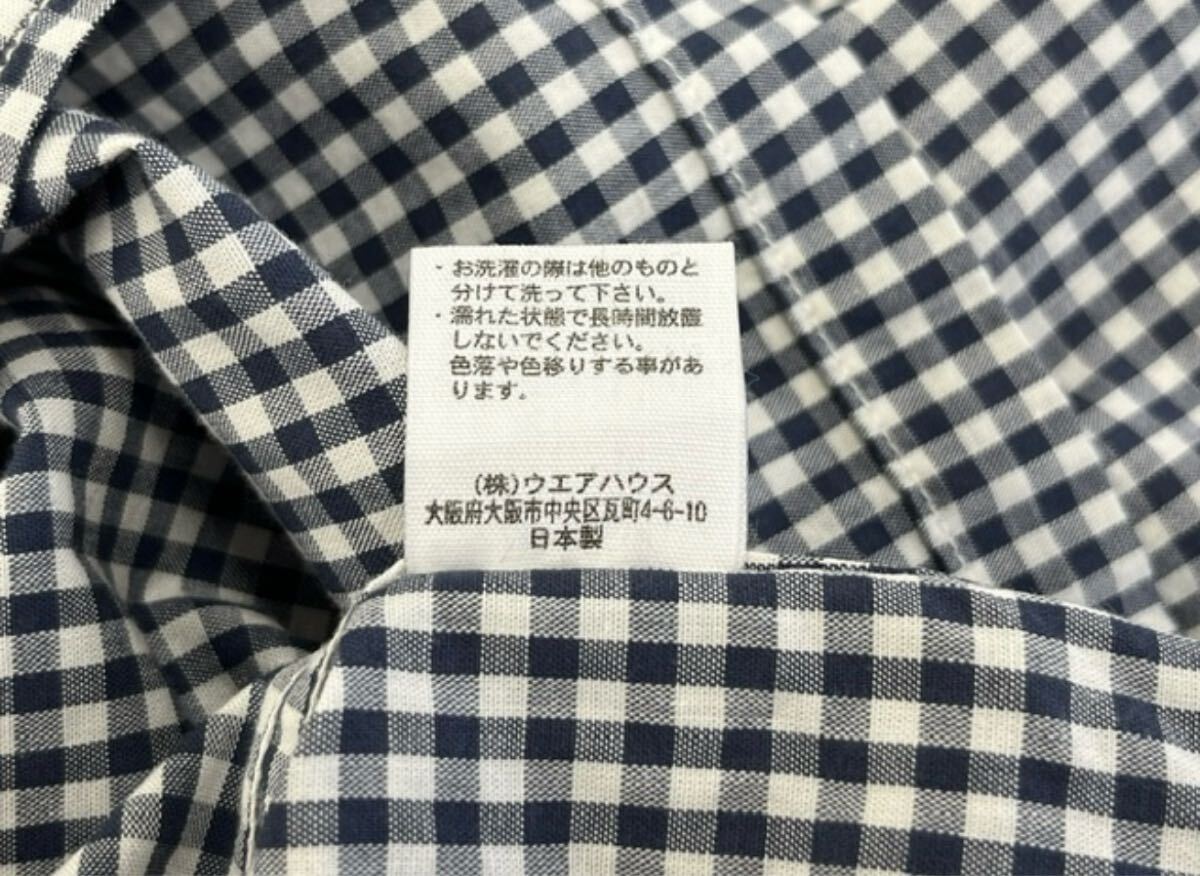 ・お洗濯の際は他のものと
分けて洗って下さい。
・濡れた状態で長時間放置
しないでください。
色落や色移りする事があ
ります。
(株)ウエアハウス
大阪府大阪市中央区瓦町4-6-10
日本製